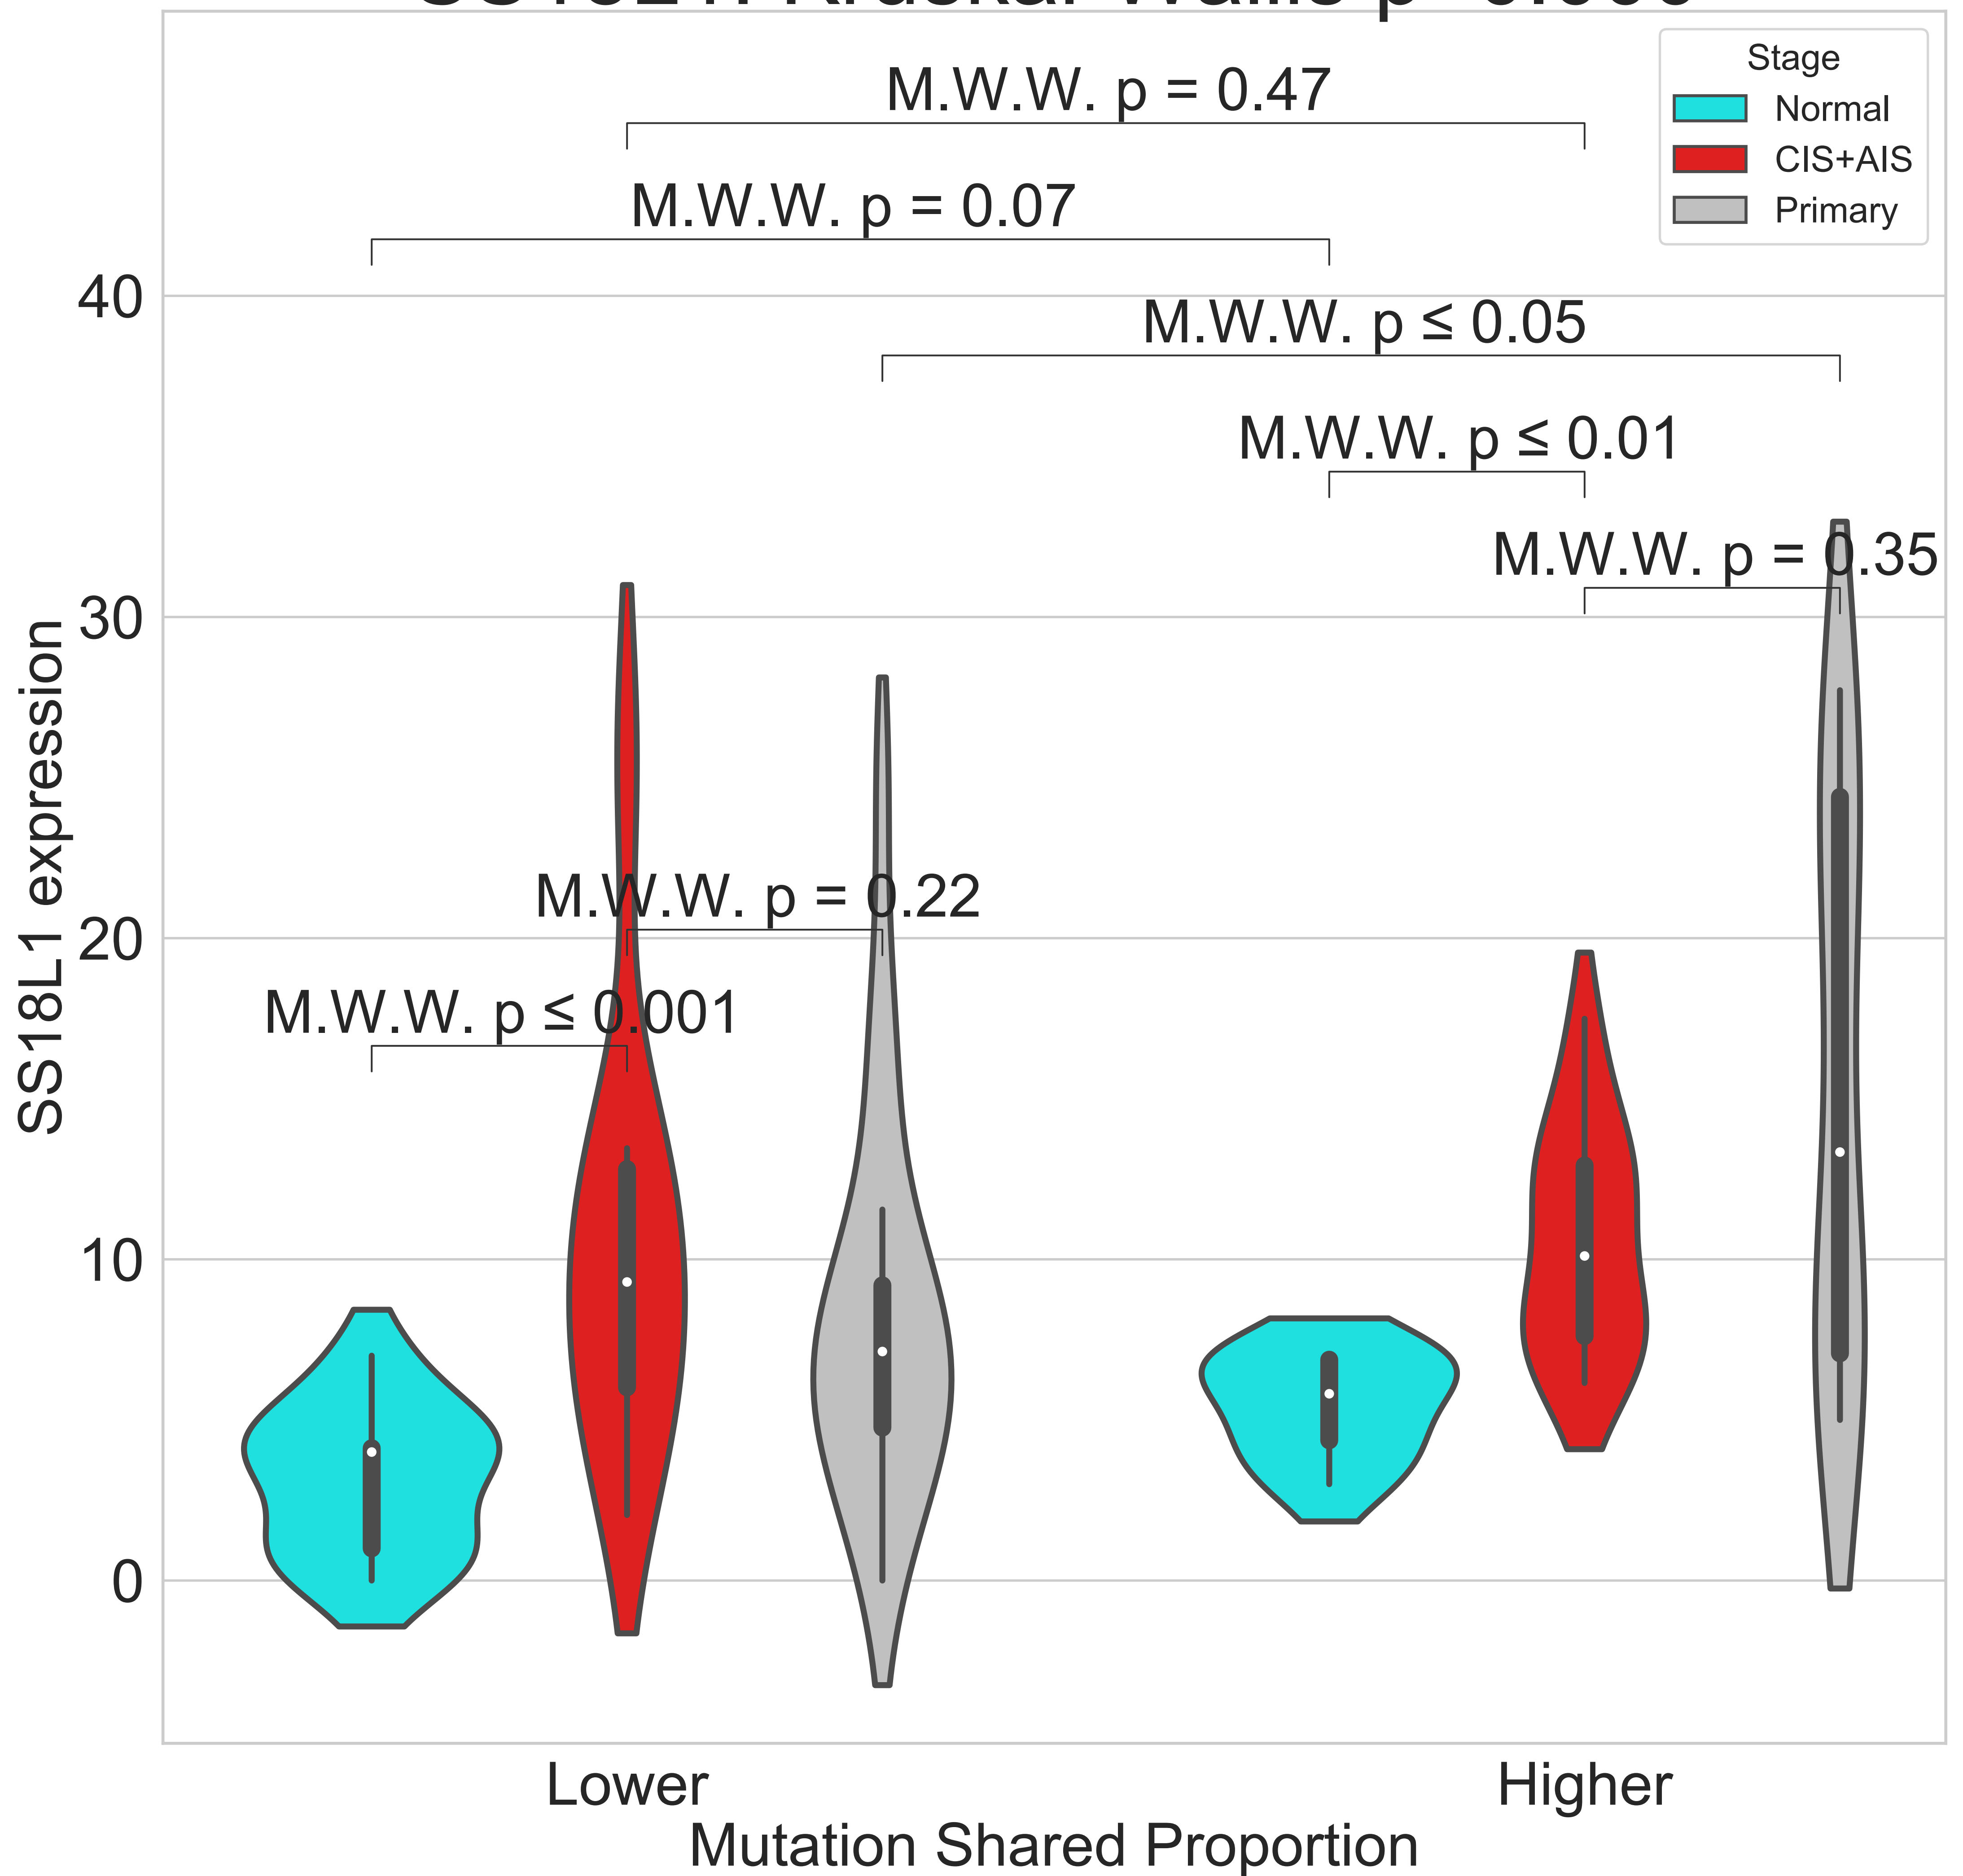 Stage
Normal
CIS+AIS
Primary
M.W.W. p = 0.47
M.W.W. p = 0.07
M.W.W. p ≤ 0.05
M.W.W. p ≤ 0.01
M.W.W. p = 0.35
M.W.W. p = 0.22
M.W.W. p ≤ 0.001
40
30
20
10
0
SS18L1 expression
Lower
Higher
Mutation Shared Proportion